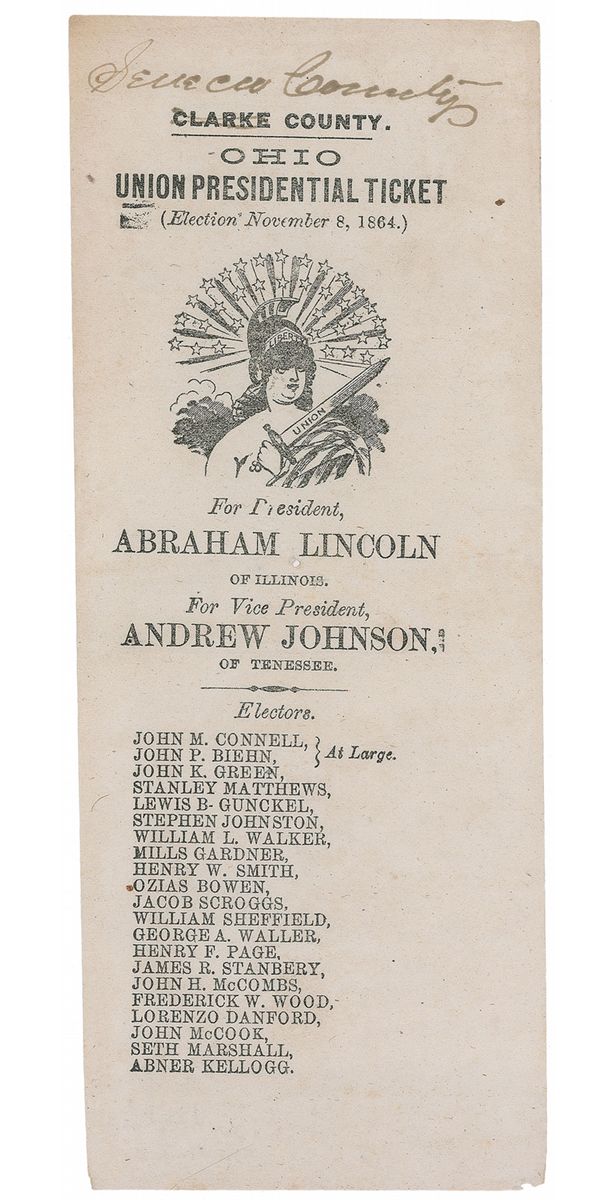 Seneca County
CLARKE COUNTY.
OHIO
UNION PRESIDENTIAL TICKET
(Election November 8, 1864.)
LIBERTY
UNION
For President,
ABRAHAM LINCOLN
OF ILLINOIS.
For Vice President,
ANDREW JOHNSON,
OF TENESSEE.
Electors.
JOHN M. CONNELL,
JOHN P. BIEHN,
At Large.
JOHN K. GREEN,
STANLEY MATTHEWS,
LEWIS B- GUNCKEL,
STEPHEN JOHNSTON,
WILLIAM L. WALKER,
MILLS GARDNER,
HENRY W. SMITH,
OZIAS BOWEN,
JACOB SCROGGS,
WILLIAM SHEFFIELD,
GEORGE A. WALLER,
HENRY F. PAGE,
JAMES R. STANBERY,
JOHN H. McCOMBS,
FREDERICK W. WOOD,
LORENZO DANFORD,
JOHN McCOOK,
SETH MARSHALL,
ABNER KELLOGG.